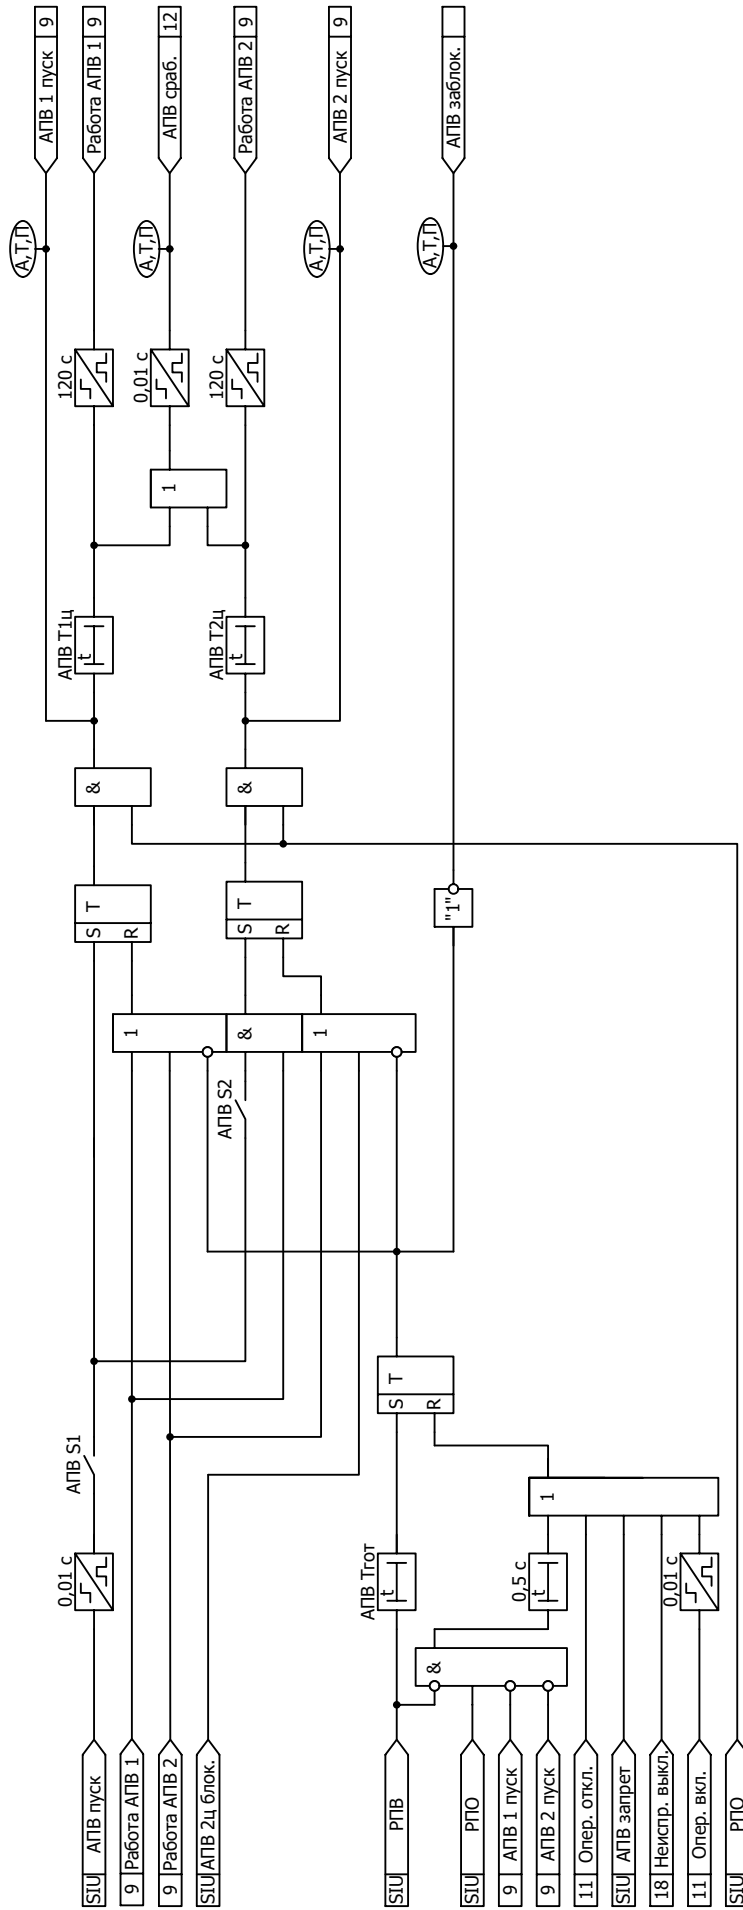 SIU АПВ пуск
9 Работа АПВ 1
9 Работа АПВ 2
SIU АПВ 2ц блок.
SIU РПВ
SIU РПО
9 АПВ 1 пуск
9 АПВ 2 пуск
11 Опер. откл.
SIU АПВ запрет
18 Неиспр. выкл.
11 Опер. вкл.
SIU РПО
0,01 с
АПВ S1
АПВ Tгот
t
&
0,5 с
t
0,01 с
1
S T
R
АПВ S2
1
&
1
S T
R
S T
R
"1"
&
&
АПВ T1ц
t
АПВ T2ц
t
1
120 с
0,01 с
120 с
А,Т,П
А,Т,П
А,Т,П
А,Т,П
АПВ 1 пуск 9
Работа АПВ 1 9
АПВ сраб. 12
Работа АПВ 2 9
АПВ 2 пуск 9
АПВ заблок.